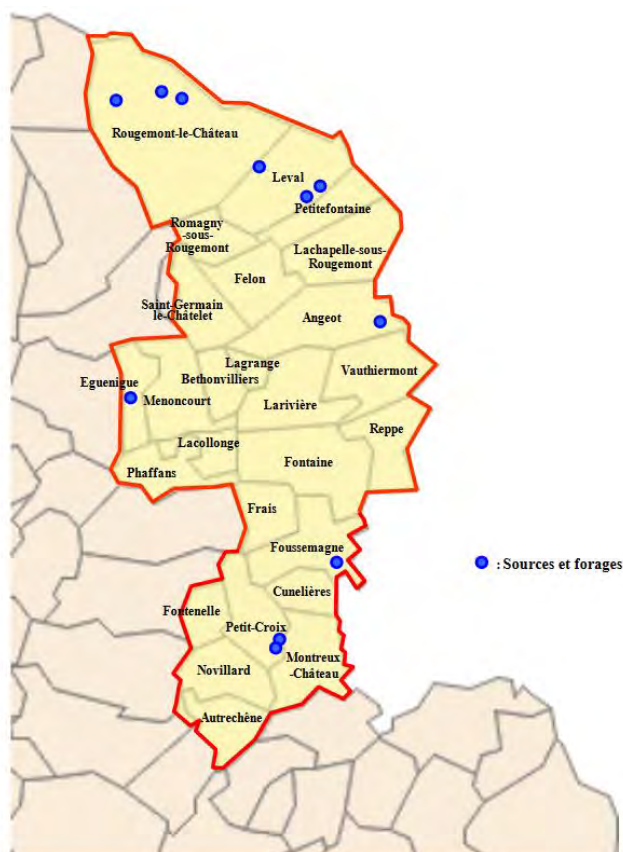 Rougemont-le-Château
Leval
Petitefontaine
Romagny
-sous-
Rougemont
Lachapelle-sous-
Rougemont
Felon
Saint-Germain
le-Châtelet
Angeot
Lagrange
Vauthiermont
Bethonvilliers
Eguenigue
Menoncourt
Larivière
Reppe
Lacollonge
Fontaine
Phaffans
Frais
Foussemagne
: Sources et forages
Cunelières
Fontenelle
Petit-Croix
Novillard
Montreux
-Château
Autrechêne